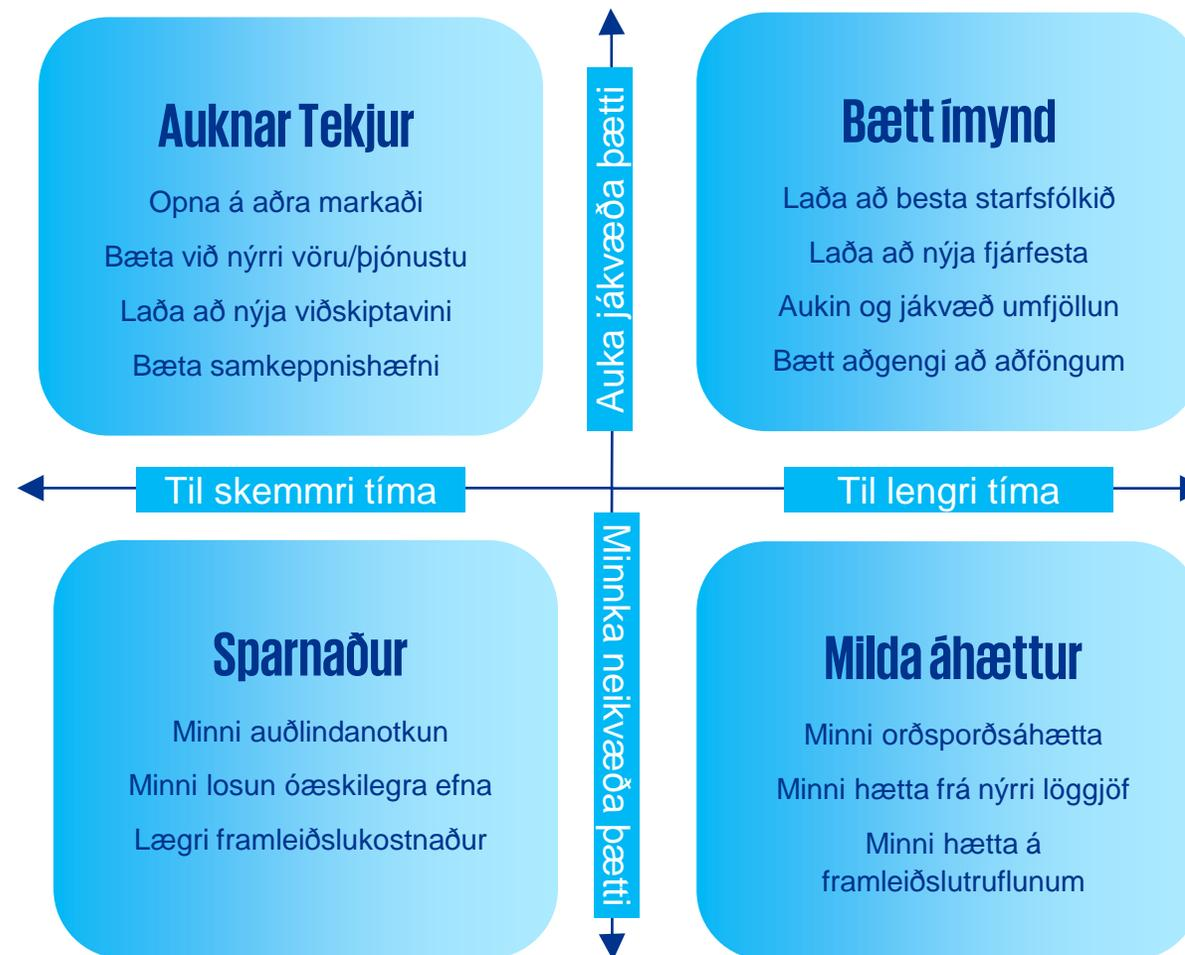 Auknar Tekjur
Opna á aðra markaði
Bæta við nýrri vöru/þjónustu
Laða að nýja viðskiptavini
Bæta samkeppnishæfni
Auka jákvæða þætti
Bætt ímynd
Laða að besta starfsfólkið
Laða að nýja fjárfesta
Aukin og jákvæð umfjöllun
Bætt aðgengi að aðföngum
Til skemmri tíma
Til lengri tíma
Sparnaður
Minni auðlindanotkun
Minni losun óæskilegra efna
Lægri framleiðslukostnaður
Minnka neikvæða þætti
Milda áhættur
Minni orðsporðsáhætta
Minni hætta frá nýrri löggjöf
Minni hætta á
framleiðslutruflunum